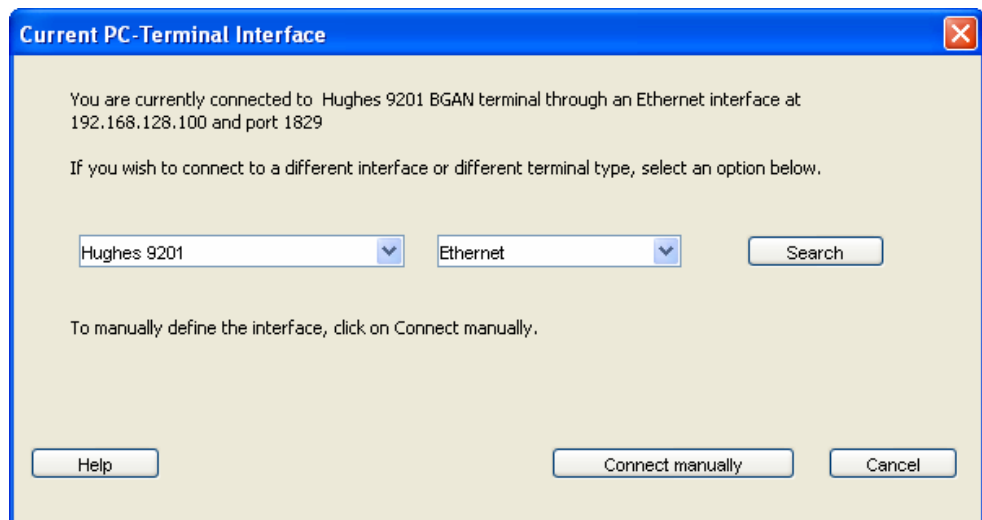 Current PC-Terminal Interface
You are currently connected to Hughes 9201 BGAN terminal through an Ethernet interface at
192.168.128.100 and port 1829
If you wish to connect to a different interface or different terminal type, select an option below.
Hughes 9201 Ethernet Search
To manually define the interface, click on Connect manually.
Help Connect manually Cancel